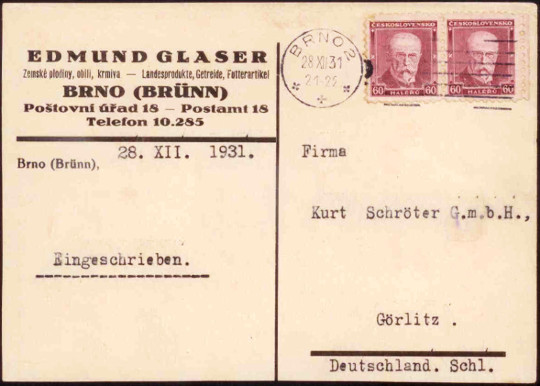 EDMUND GLASER
Zemské plodiny, obilí, krmiva — Landesprodukte, Getreide, Futterartikel
BRNO (BRÜNN)
Poštovní úřad 18 — Postamt 18
Telefon 10.285
Brno (Brünn), 28. XII. 1931.
Eingeschrieben.
BRNO 2
28 XII 31
ČESKOSLOVENSKO
60 HALÉŘŮ 60
ČESKOSLOVENSKO
60 HALÉŘŮ 60
Firma
Kurt Schröter G.m.b.H.,
Görlitz .
Deutschland. Schl.